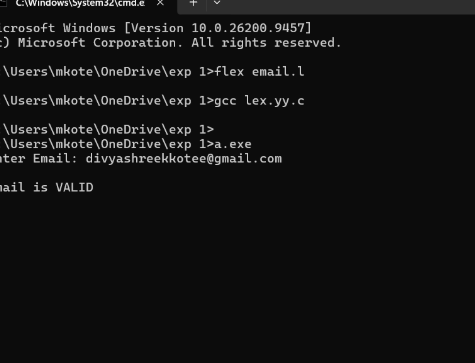 C:\Windows\System32\cmd.e
icrosoft Windows [Version 10.0.26200.9457]
c) Microsoft Corporation. All rights reserved.
:\Users\mkote\OneDrive\exp 1>flex email.l
:\Users\mkote\OneDrive\exp 1>gcc lex.yy.c
:\Users\mkote\OneDrive\exp 1>
:\Users\mkote\OneDrive\exp 1>a.exe
nter Email: divyashreekkotee@gmail.com
mail is VALID